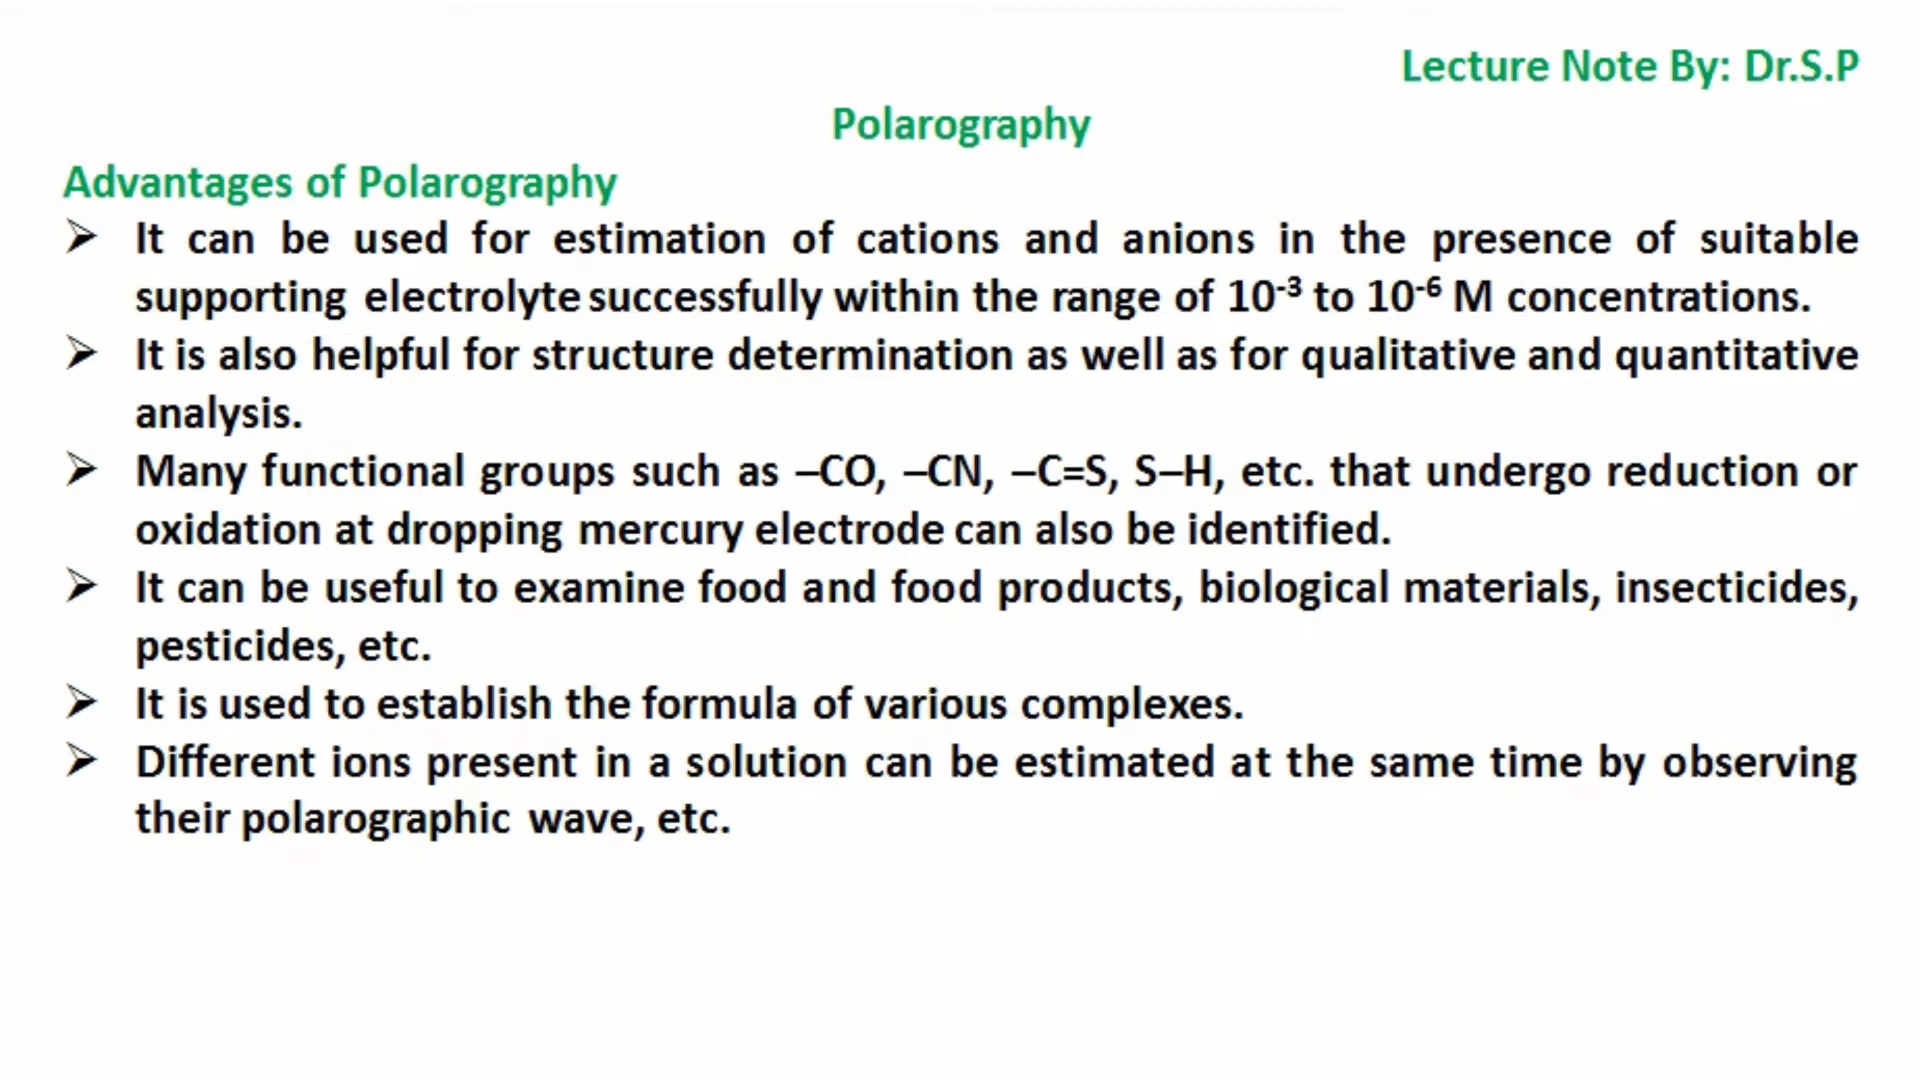 Lecture Note By: Dr.S.P
Polarography
Advantages of Polarography
➢ It can be used for estimation of cations and anions in the presence of suitable
supporting electrolyte successfully within the range of 10⁻³ to 10⁻⁶ M concentrations.
➢ It is also helpful for structure determination as well as for qualitative and quantitative
analysis.
➢ Many functional groups such as –CO, –CN, –C=S, S–H, etc. that undergo reduction or
oxidation at dropping mercury electrode can also be identified.
➢ It can be useful to examine food and food products, biological materials, insecticides,
pesticides, etc.
➢ It is used to establish the formula of various complexes.
➢ Different ions present in a solution can be estimated at the same time by observing
their polarographic wave, etc.